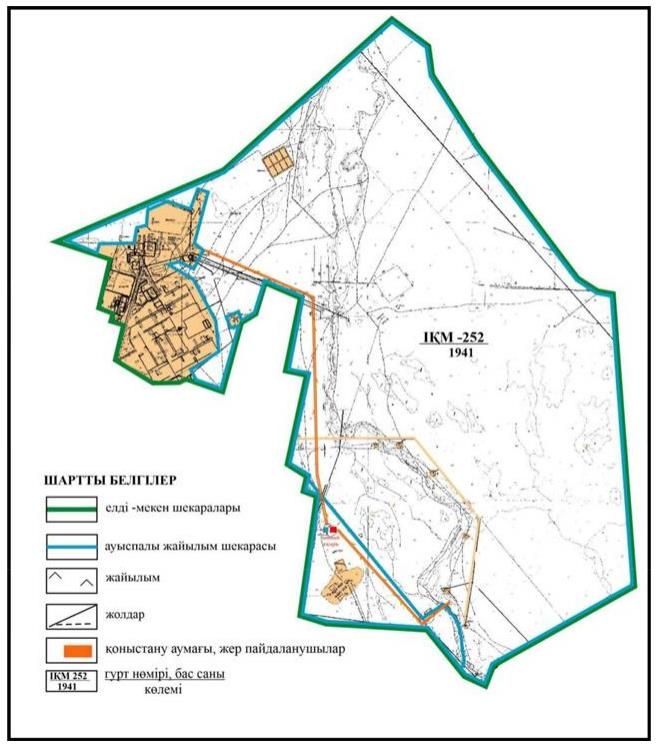 ІҚМ -252
1941
ШАРТТЫ БЕЛГІЛЕР
елді -мекен шекаралары
ауыспалы жайылым шекарасы
жайылым
жолдар
қоныстану аумағы, жер пайдаланушылар
ІҚМ 252
1941
гурт нөмірі, бас саны
көлемі